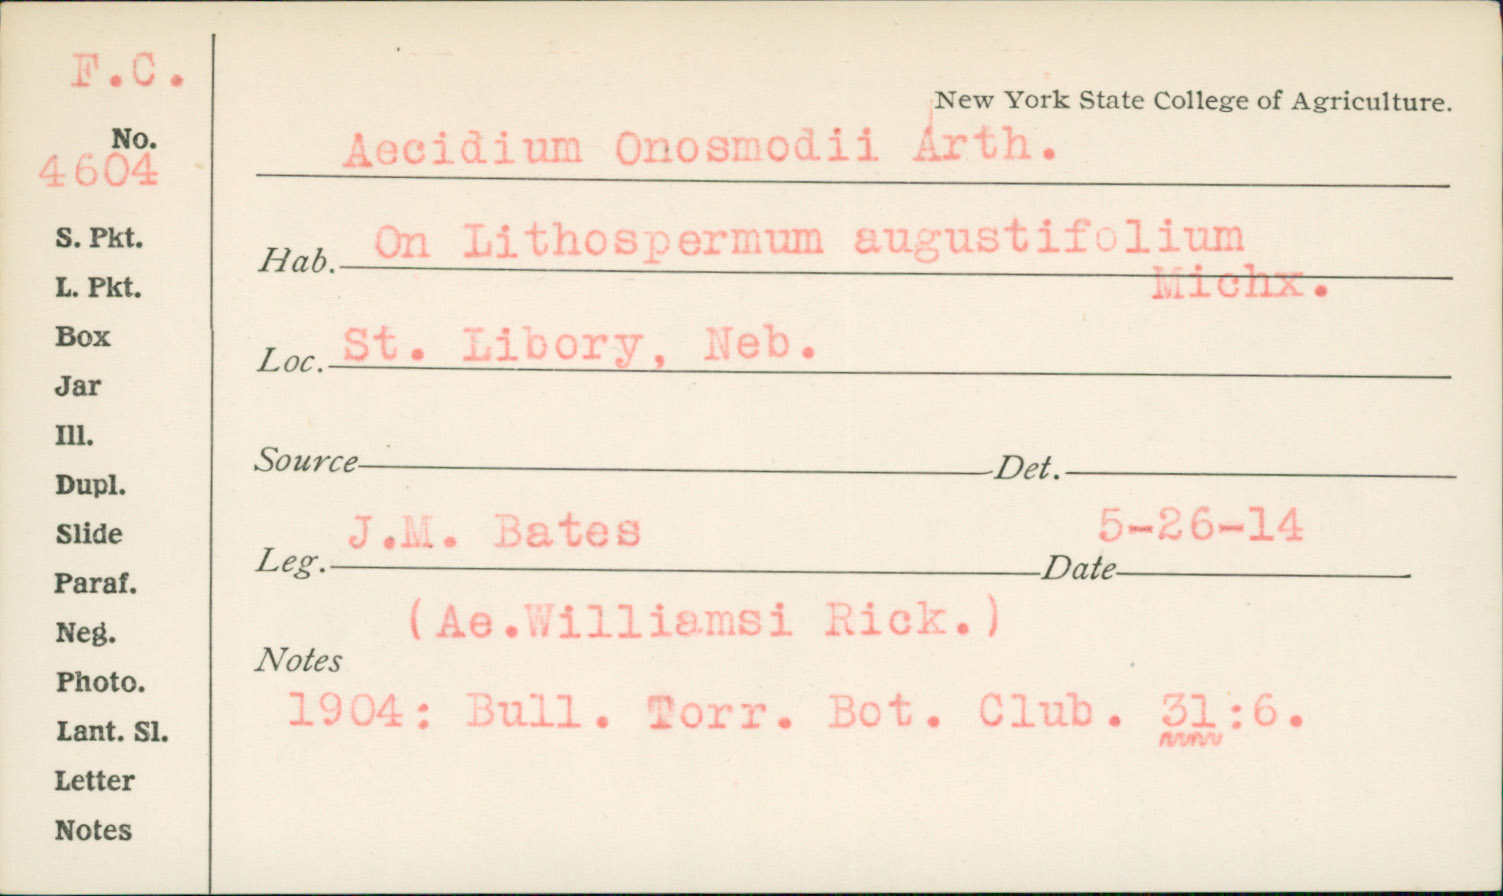 F.C.
New York State College of Agriculture.
No.
4604
Aecidium Onosmodii Arth.
S. Pkt.
Hab. On Lithospermum augustifolium
Michx.
L. Pkt.
Box
Loc. St. Libory, Neb.
Jar
Ill.
Source Det.
Dupl.
Slide
Leg. J.M. Bates Date 5-26-14
Paraf.
(Ae.Williamsi Rick.)
Neg.
Notes
Photo.
1904: Bull. Torr. Bot. Club. 31:6.
Lant. Sl.
Letter
Notes